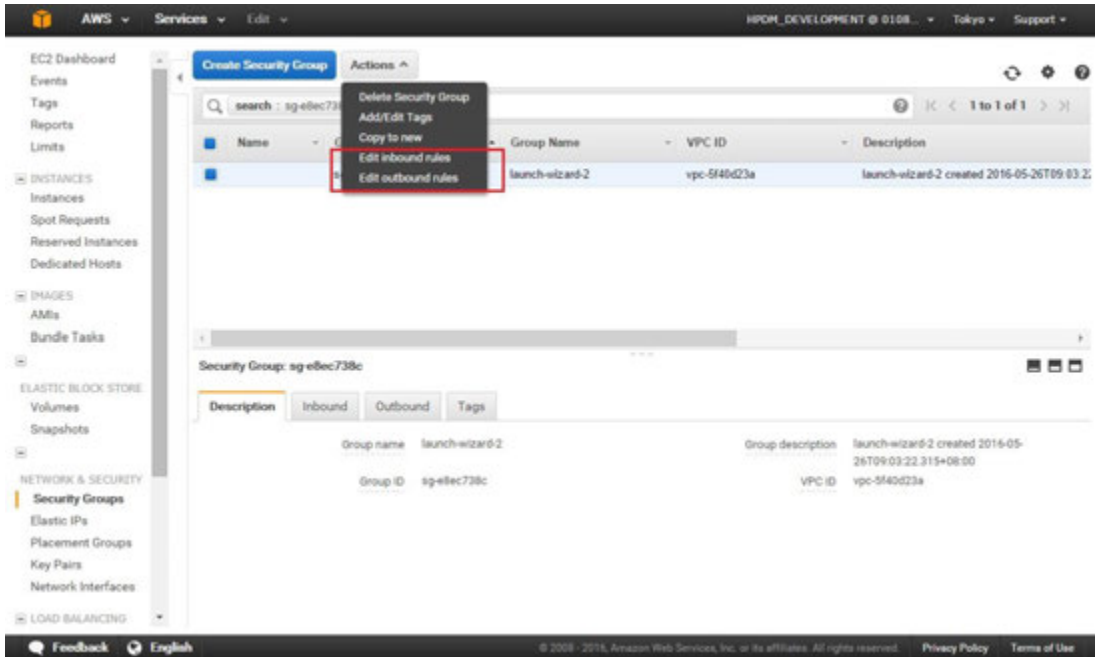 AWS Services Edit HPDM_DEVELOPMENT @ 0108... Tokyo Support
EC2 Dashboard
Events
Tags
Reports
Limits
INSTANCES
Instances
Spot Requests
Reserved Instances
Dedicated Hosts
IMAGES
AMIs
Bundle Tasks
ELASTIC BLOCK STORE
Volumes
Snapshots
NETWORK & SECURITY
Security Groups
Elastic IPs
Placement Groups
Key Pairs
Network Interfaces
LOAD BALANCING
Create Security Group Actions
search : sg-e8ec738 1 to 1 of 1
Delete Security Group
Add/Edit Tags
Copy to new
Edit inbound rules
Edit outbound rules
Name Group Name VPC ID Description
launch-wizard-2 vpc-5f40d23a launch-wizard-2 created 2016-05-26T09:03:22
Security Group: sg-e8ec738c
Description Inbound Outbound Tags
Group name launch-wizard-2 Group description launch-wizard-2 created 2016-05-
26T09:03:22.315+08:00
Group ID sg-e8ec738c VPC ID vpc-5f40d23a
Feedback English © 2008 - 2016, Amazon Web Services, Inc. or its affiliates. All rights reserved. Privacy Policy Terms of Use